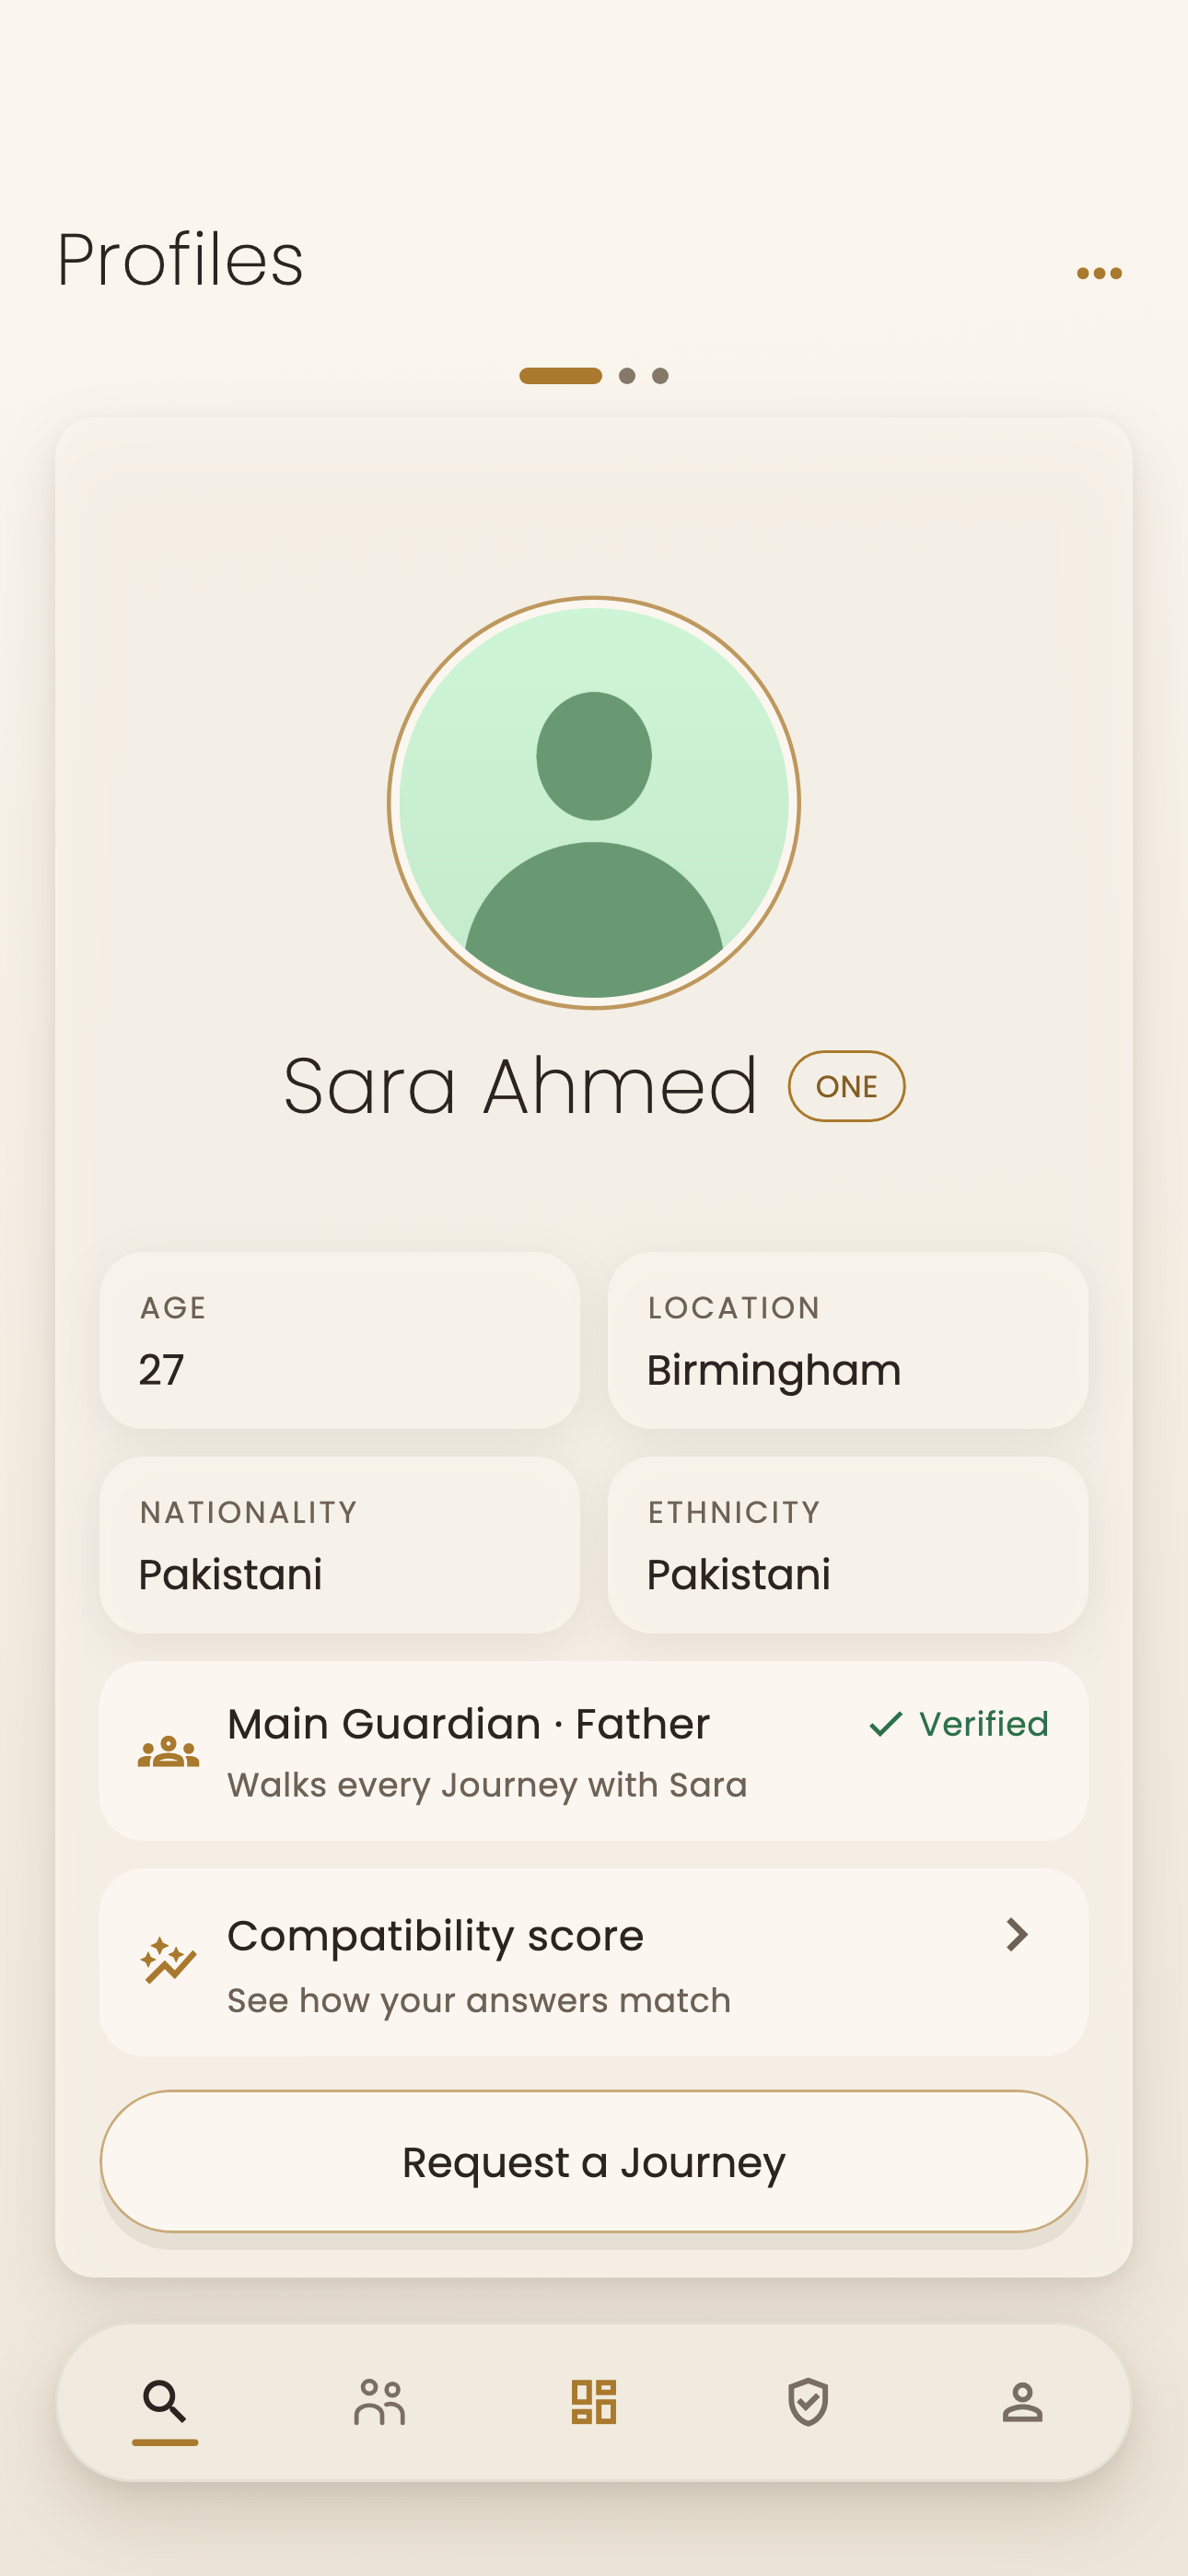 Profiles
Sara Ahmed ONE
AGE
27
LOCATION
Birmingham
NATIONALITY
Pakistani
ETHNICITY
Pakistani
Main Guardian · Father
Verified
Walks every Journey with Sara
Compatibility score
See how your answers match
Request a Journey